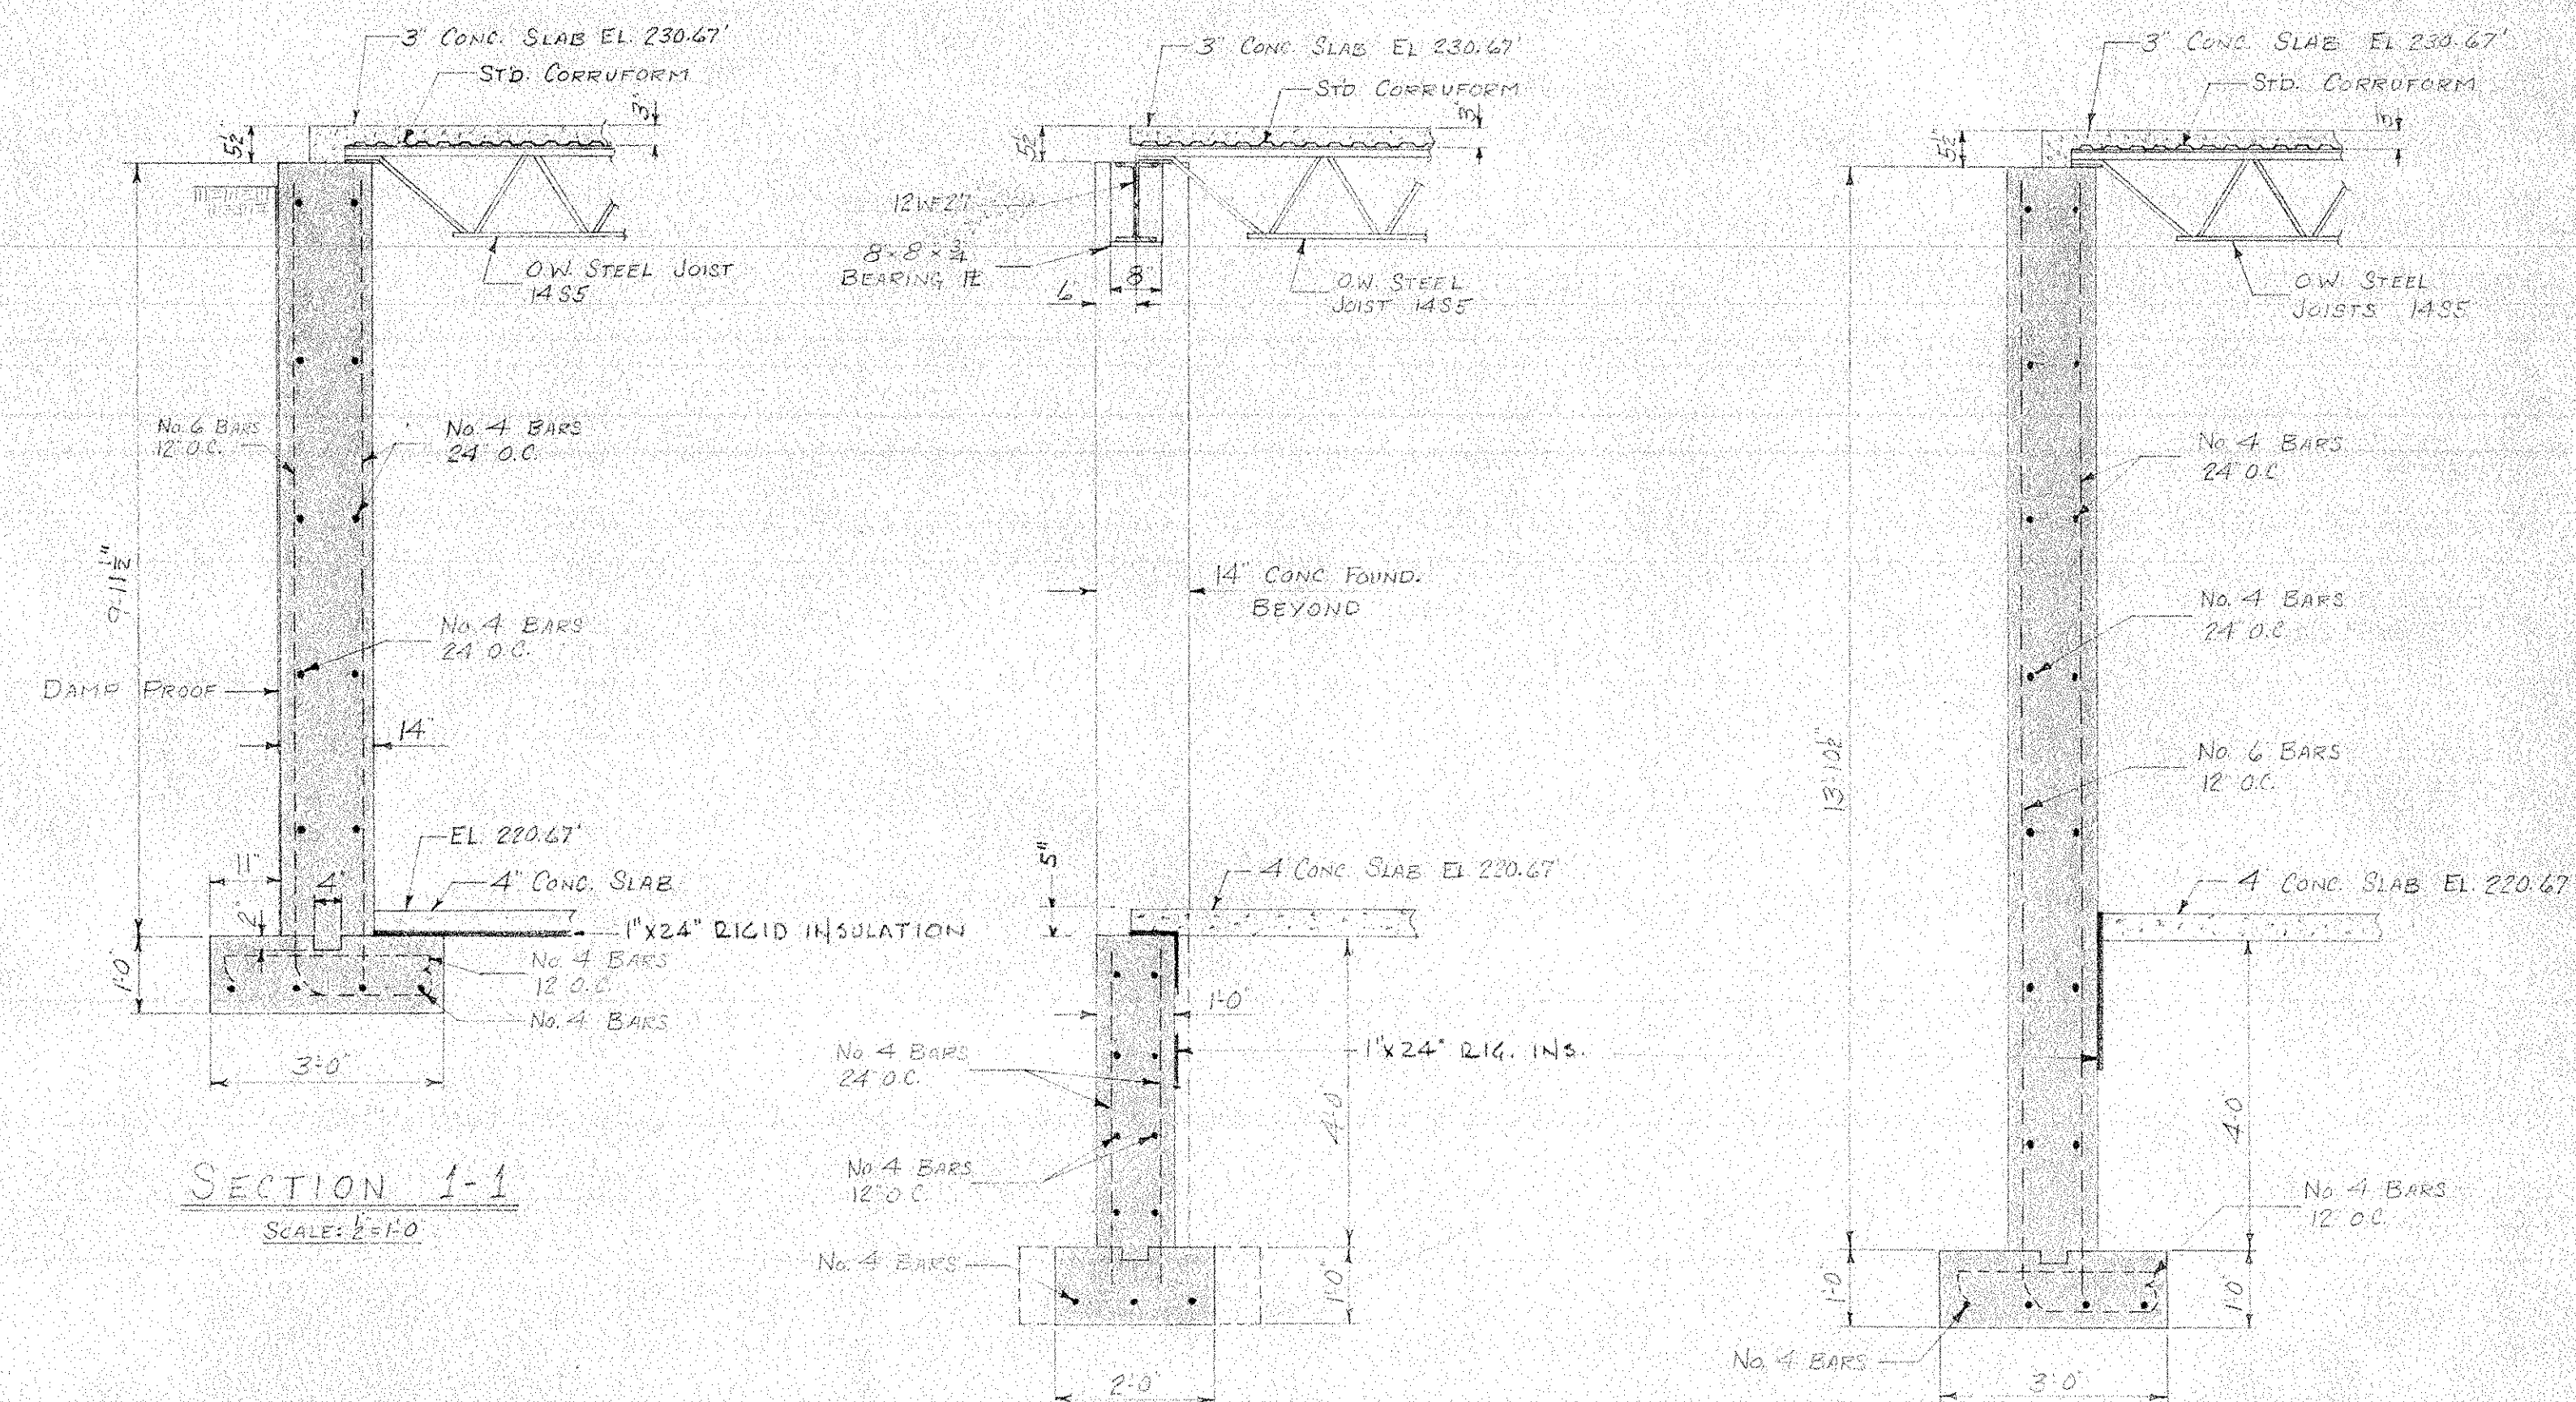 3" CONC. SLAB EL. 230.67'
STD. CORRUFORM
3"
5½"
O.W. STEEL JOIST
14S5
No. 6 BARS
12" O.C.
No. 4 BARS
24" O.C.
9'-11½"
No. 4 BARS
24" O.C.
DAMP PROOF
14"
EL. 220.67'
11"
4"
4" CONC. SLAB
2"
1"x24" RIGID INSULATION
1'-0"
No. 4 BARS
12" O.C.
No. 4 BARS
3'-0"
SECTION 1-1
SCALE: ½"=1'-0"
3" CONC SLAB EL 230.67'
STD CORRUFORM
3"
5½"
12WF27
8"x8"x¾"
BEARING PL
8"
6"
O.W. STEEL
JOIST 14S5
14" CONC FOUND.
BEYOND
5"
4" CONC. SLAB EL 220.67'
1'-0"
No. 4 BARS
24" O.C.
1"x24" RIG. INS.
4'-0"
No. 4 BARS
12" O.C.
No. 4 BARS
1'-0"
2'-0"
3" CONC. SLAB EL 230.67'
STD. CORRUFORM
3"
5½"
O.W. STEEL
JOISTS 14S5
No. 4 BARS
24" O.C.
No. 4 BARS
24" O.C.
13'-10½"
No. 6 BARS
12" O.C.
4" CONC. SLAB EL. 220.67
4'-0"
No. 4 BARS
12" O.C.
1'-0"
1'-0"
No. 4 BARS
3'-0"